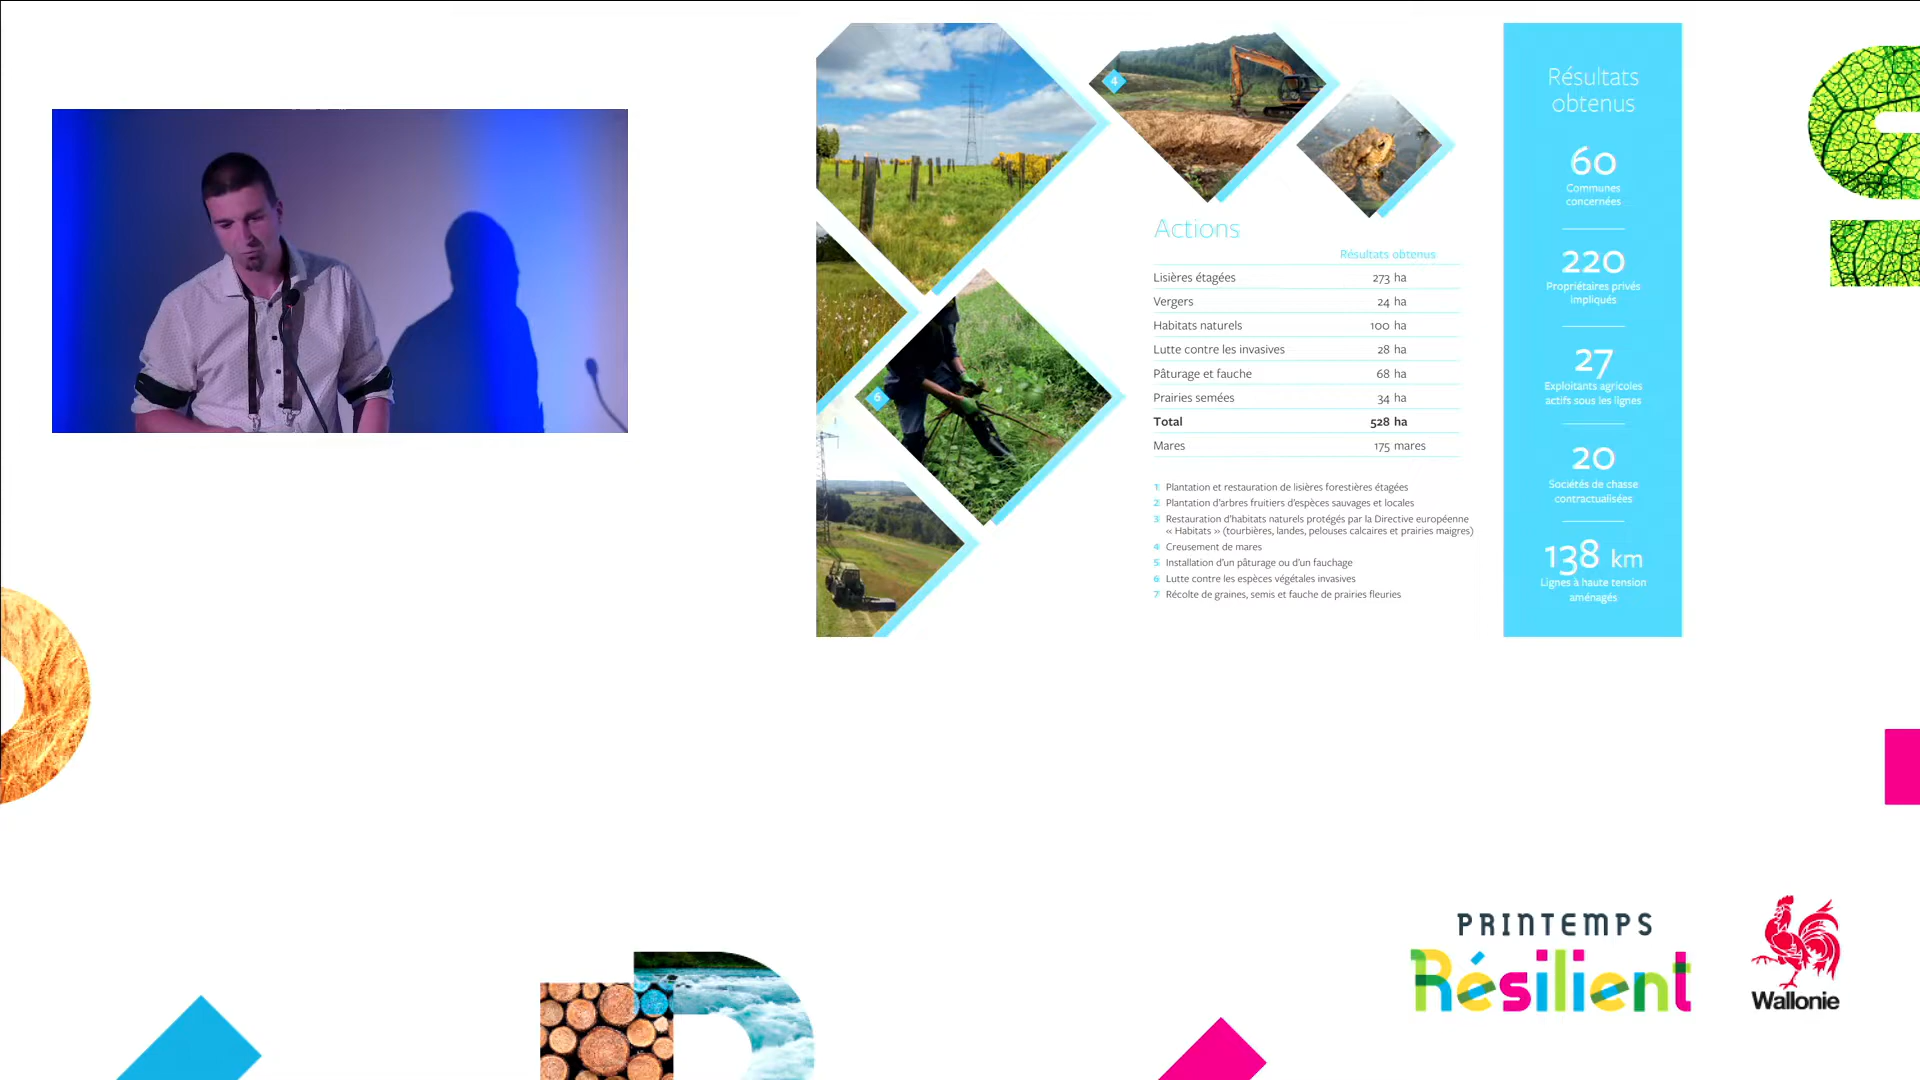 4
6
Actions
Résultats obtenus
Lisières étagées 273 ha
Vergers 24 ha
Habitats naturels 100 ha
Lutte contre les invasives 28 ha
Pâturage et fauche 68 ha
Prairies semées 34 ha
Total 528 ha
Mares 175 mares
1 Plantation et restauration de lisières forestières étagées
2 Plantation d'arbres fruitiers d'espèces sauvages et locales
3 Restauration d'habitats naturels protégés par la Directive européenne
« Habitats » (tourbières, landes, pelouses calcaires et prairies maigres)
4 Creusement de mares
5 Installation d'un pâturage ou d'un fauchage
6 Lutte contre les espèces végétales invasives
7 Récolte de graines, semis et fauche de prairies fleuries
Résultats
obtenus
60
Communes
concernées
220
Propriétaires privés
impliqués
27
Exploitants agricoles
actifs sous les lignes
20
Sociétés de chasse
contractualisées
138 km
Lignes à haute tension
aménagés
PRINTEMPS
Résilient
Wallonie